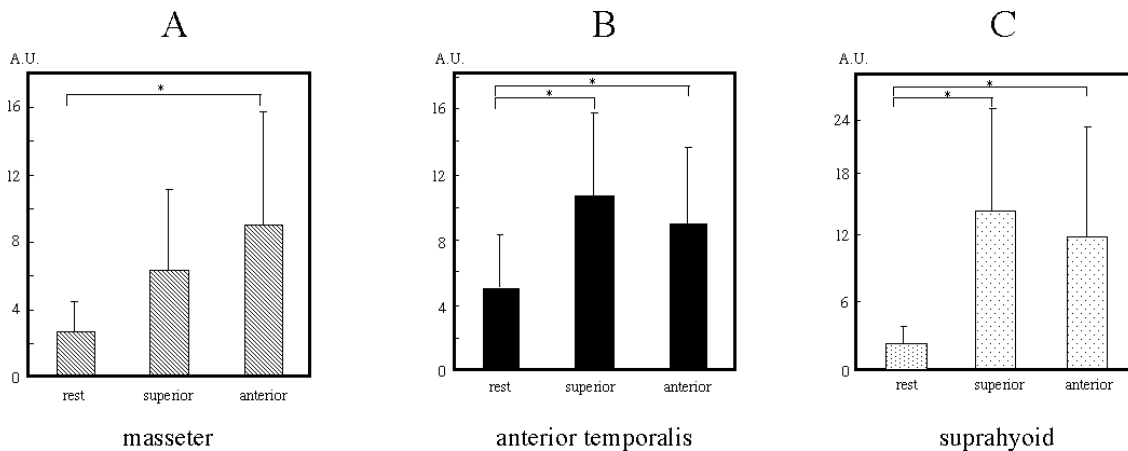 A
A.U.
*
16
12
8
4
0
rest superior anterior
masseter
B
A.U.
*
*
16
12
8
4
0
rest superior anterior
anterior temporalis
C
A.U.
*
*
24
18
12
6
0
rest superior anterior
suprahyoid